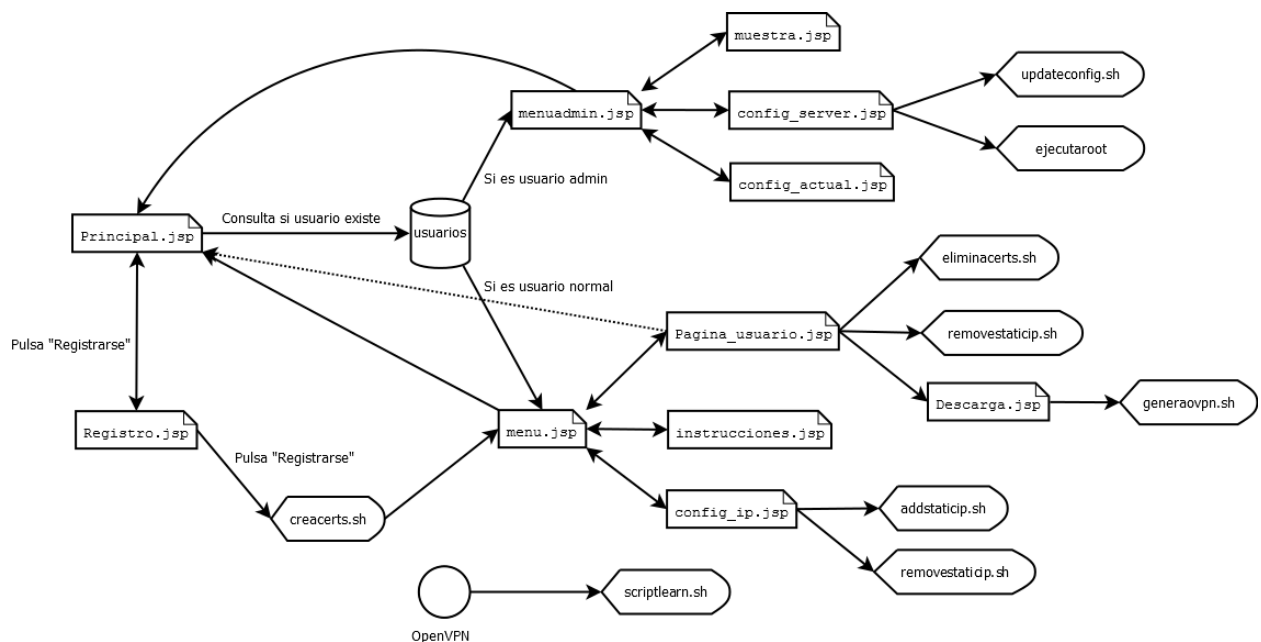 muestra.jsp
updateconfig.sh
menuadmin.jsp
config_server.jsp
ejecutaroot
Si es usuario admin
config_actual.jsp
Consulta si usuario existe
Principal.jsp
usuarios
eliminacerts.sh
Si es usuario normal
Pagina_usuario.jsp
removestaticip.sh
Pulsa "Registrarse"
Descarga.jsp
generaovpn.sh
Registro.jsp
menu.jsp
instrucciones.jsp
Pulsa "Registrarse"
creacerts.sh
config_ip.jsp
addstaticip.sh
removestaticip.sh
scriptlearn.sh
OpenVPN